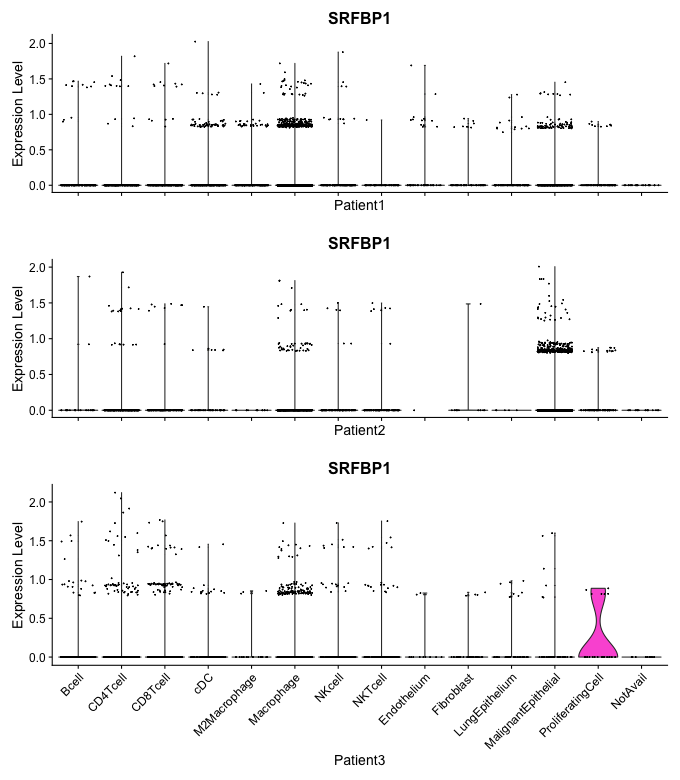 SRFBP1
Expression Level
2.0
1.5
1.0
0.5
0.0
Patient1
SRFBP1
Expression Level
2.0
1.5
1.0
0.5
0.0
Patient2
SRFBP1
Expression Level
2.0
1.5
1.0
0.5
0.0
Bcell
CD4Tcell
CD8Tcell
cDC
M2Macrophage
Macrophage
NKcell
NKTcell
Endothelium
Fibroblast
LungEpithelium
MalignantEpithelial
ProliferatingCell
NotAvail
Patient3